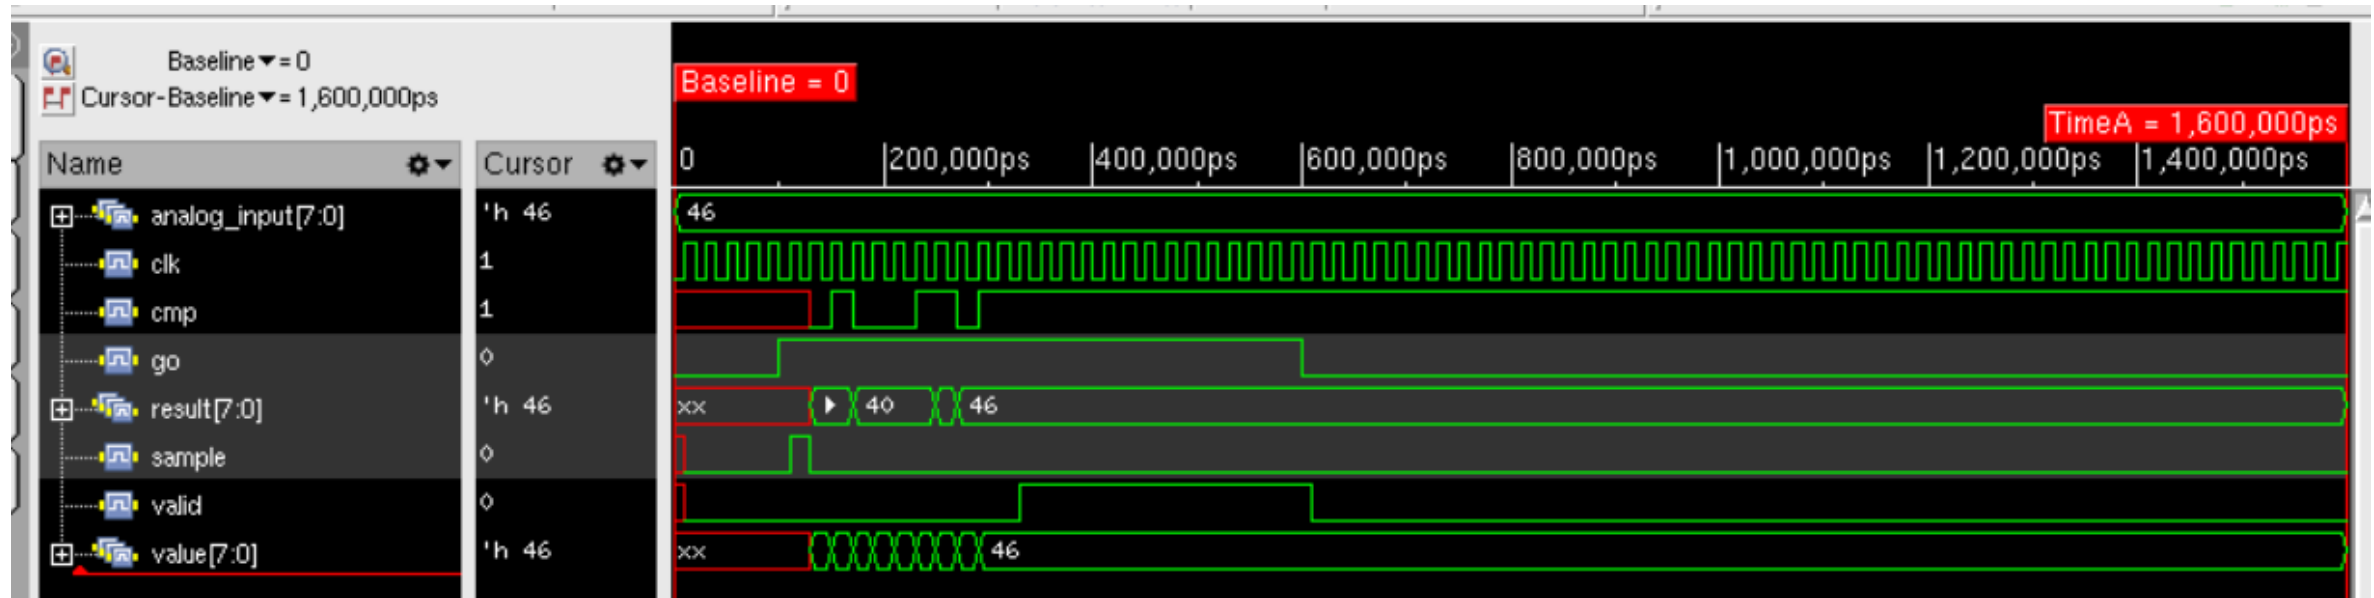 Baseline▼= 0
Cursor-Baseline▼= 1,600,000ps
Baseline = 0
TimeA = 1,600,000ps
Name Cursor 0 |200,000ps |400,000ps |600,000ps |800,000ps |1,000,000ps |1,200,000ps |1,400,000ps
analog_input[7:0] 'h 46 46
clk 1
cmp 1
go 0
result[7:0] 'h 46 xx 40 46
sample 0
valid 0
value[7:0] 'h 46 xx 46